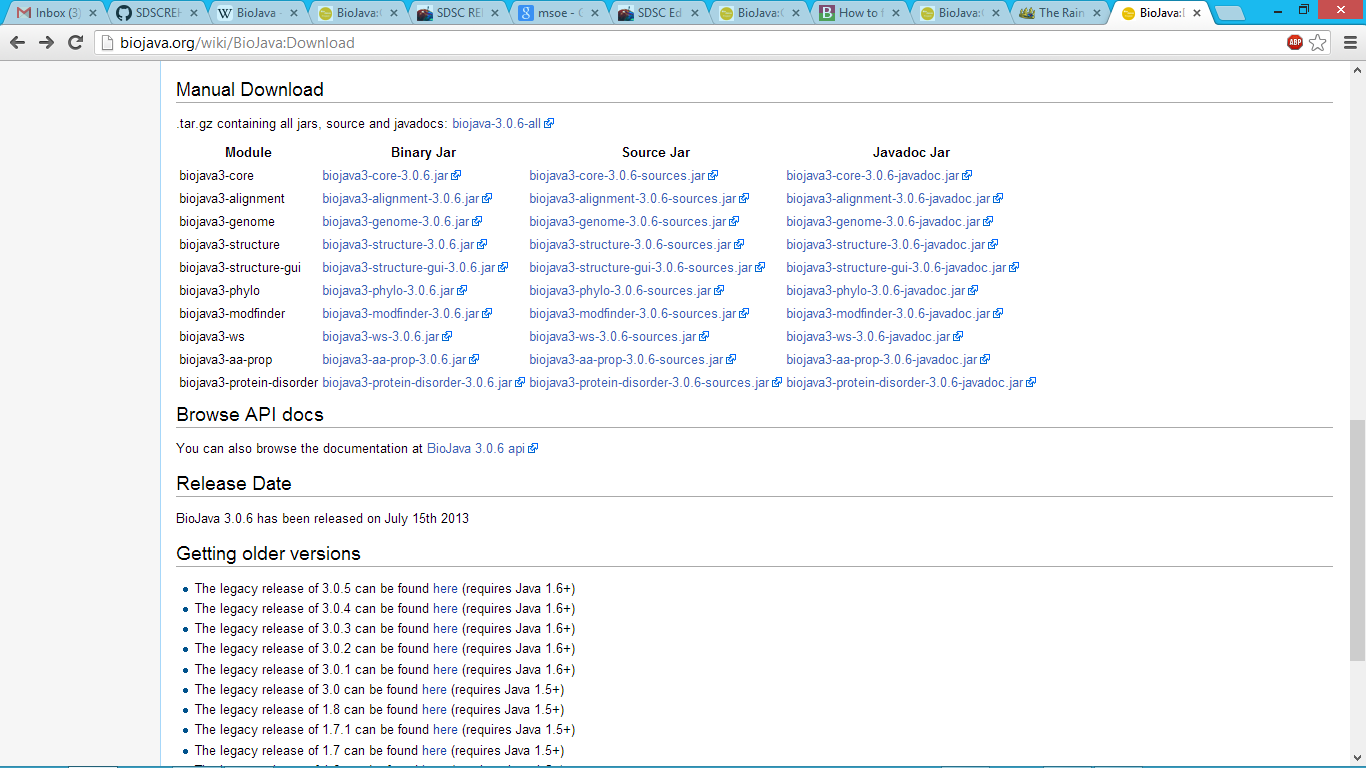 Inbox (3) SDSCREH BioJava - BioJava:C SDSC REI msoe - C SDSC Ed BioJava:C How to f BioJava:( The Rain BioJava:I
biojava.org/wiki/BioJava:Download
ABP
Manual Download
.tar.gz containing all jars, source and javadocs: biojava-3.0.6-all
Module Binary Jar Source Jar Javadoc Jar
biojava3-core biojava3-core-3.0.6.jar biojava3-core-3.0.6-sources.jar biojava3-core-3.0.6-javadoc.jar
biojava3-alignment biojava3-alignment-3.0.6.jar biojava3-alignment-3.0.6-sources.jar biojava3-alignment-3.0.6-javadoc.jar
biojava3-genome biojava3-genome-3.0.6.jar biojava3-genome-3.0.6-sources.jar biojava3-genome-3.0.6-javadoc.jar
biojava3-structure biojava3-structure-3.0.6.jar biojava3-structure-3.0.6-sources.jar biojava3-structure-3.0.6-javadoc.jar
biojava3-structure-gui biojava3-structure-gui-3.0.6.jar biojava3-structure-gui-3.0.6-sources.jar biojava3-structure-gui-3.0.6-javadoc.jar
biojava3-phylo biojava3-phylo-3.0.6.jar biojava3-phylo-3.0.6-sources.jar biojava3-phylo-3.0.6-javadoc.jar
biojava3-modfinder biojava3-modfinder-3.0.6.jar biojava3-modfinder-3.0.6-sources.jar biojava3-modfinder-3.0.6-javadoc.jar
biojava3-ws biojava3-ws-3.0.6.jar biojava3-ws-3.0.6-sources.jar biojava3-ws-3.0.6-javadoc.jar
biojava3-aa-prop biojava3-aa-prop-3.0.6.jar biojava3-aa-prop-3.0.6-sources.jar biojava3-aa-prop-3.0.6-javadoc.jar
biojava3-protein-disorder biojava3-protein-disorder-3.0.6.jar biojava3-protein-disorder-3.0.6-sources.jar biojava3-protein-disorder-3.0.6-javadoc.jar
Browse API docs
You can also browse the documentation at BioJava 3.0.6 api
Release Date
BioJava 3.0.6 has been released on July 15th 2013
Getting older versions
The legacy release of 3.0.5 can be found here (requires Java 1.6+)
The legacy release of 3.0.4 can be found here (requires Java 1.6+)
The legacy release of 3.0.3 can be found here (requires Java 1.6+)
The legacy release of 3.0.2 can be found here (requires Java 1.6+)
The legacy release of 3.0.1 can be found here (requires Java 1.6+)
The legacy release of 3.0 can be found here (requires Java 1.5+)
The legacy release of 1.8 can be found here (requires Java 1.5+)
The legacy release of 1.7.1 can be found here (requires Java 1.5+)
The legacy release of 1.7 can be found here (requires Java 1.5+)